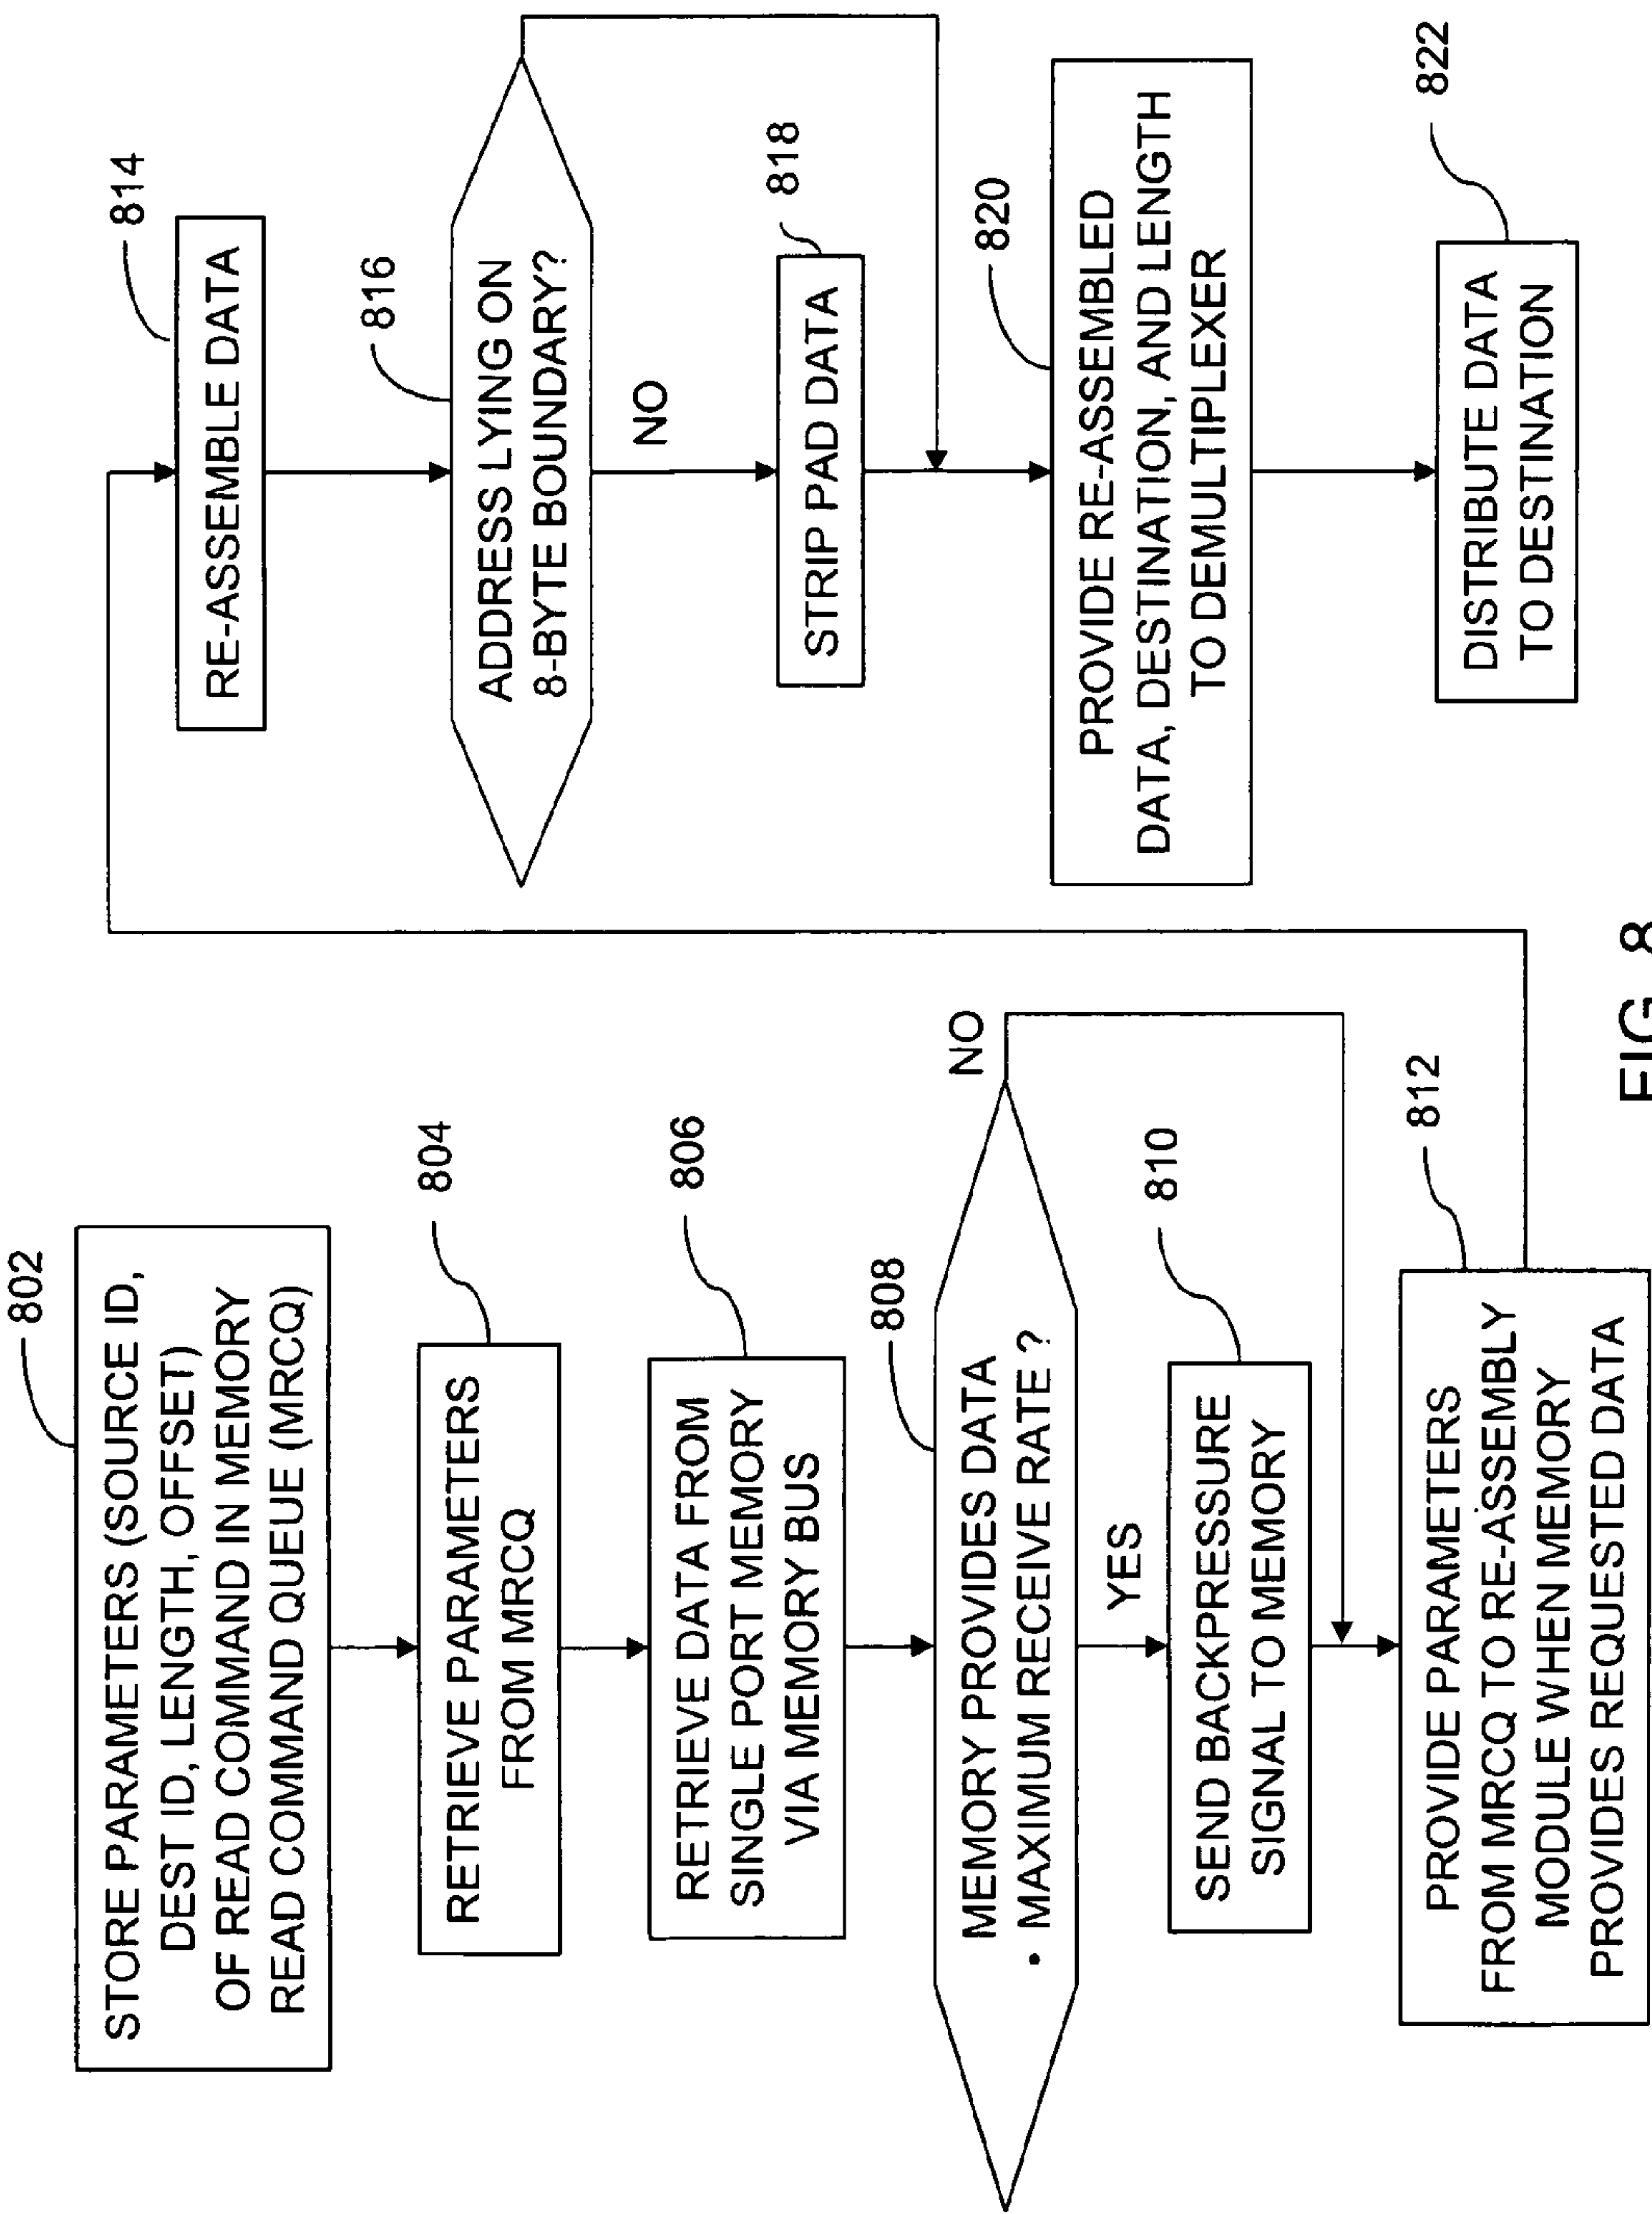 802
STORE PARAMETERS (SOURCE ID,
DEST ID, LENGTH, OFFSET)
OF READ COMMAND IN MEMORY
READ COMMAND QUEUE (MRCQ)
804
RETRIEVE PARAMETERS
FROM MRCQ
806
RETRIEVE DATA FROM
SINGLE PORT MEMORY
VIA MEMORY BUS
808
MEMORY PROVIDES DATA
• MAXIMUM RECEIVE RATE ?
NO
YES
810
SEND BACKPRESSURE
SIGNAL TO MEMORY
812
PROVIDE PARAMETERS
FROM MRCQ TO RE-ASSEMBLY
MODULE WHEN MEMORY
PROVIDES REQUESTED DATA
814
RE-ASSEMBLE DATA
816
ADDRESS LYING ON
8-BYTE BOUNDARY?
NO
818
STRIP PAD DATA
820
PROVIDE RE-ASSEMBLED
DATA, DESTINATION, AND LENGTH
TO DEMULTIPLEXER
822
DISTRIBUTE DATA
TO DESTINATION
FIG. 8